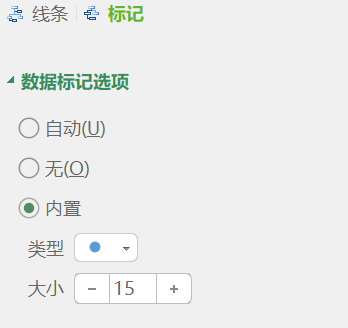 线条 标记
数据标记选项
自动(U)
无(O)
内置
类型
大小 − 15 +